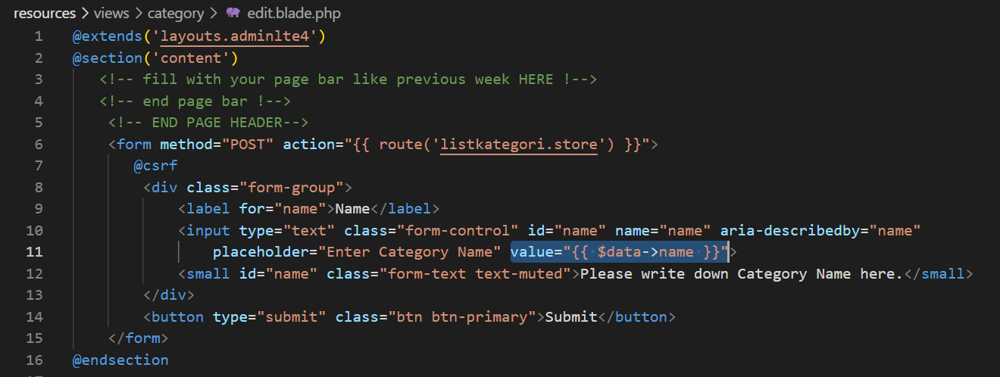 resources > views > category > edit.blade.php
1 @extends('layouts.adminlte4')
2 @section('content')
3 <!-- fill with your page bar like previous week HERE !-->
4 <!-- end page bar !-->
5 <!-- END PAGE HEADER-->
6 <form method="POST" action="{{ route('listkategori.store') }}">
7 @csrf
8 <div class="form-group">
9 <label for="name">Name</label>
10 <input type="text" class="form-control" id="name" name="name" aria-describedby="name"
11 placeholder="Enter Category Name" value="{{ $data->name }}">
12 <small id="name" class="form-text text-muted">Please write down Category Name here.</small>
13 </div>
14 <button type="submit" class="btn btn-primary">Submit</button>
15 </form>
16 @endsection